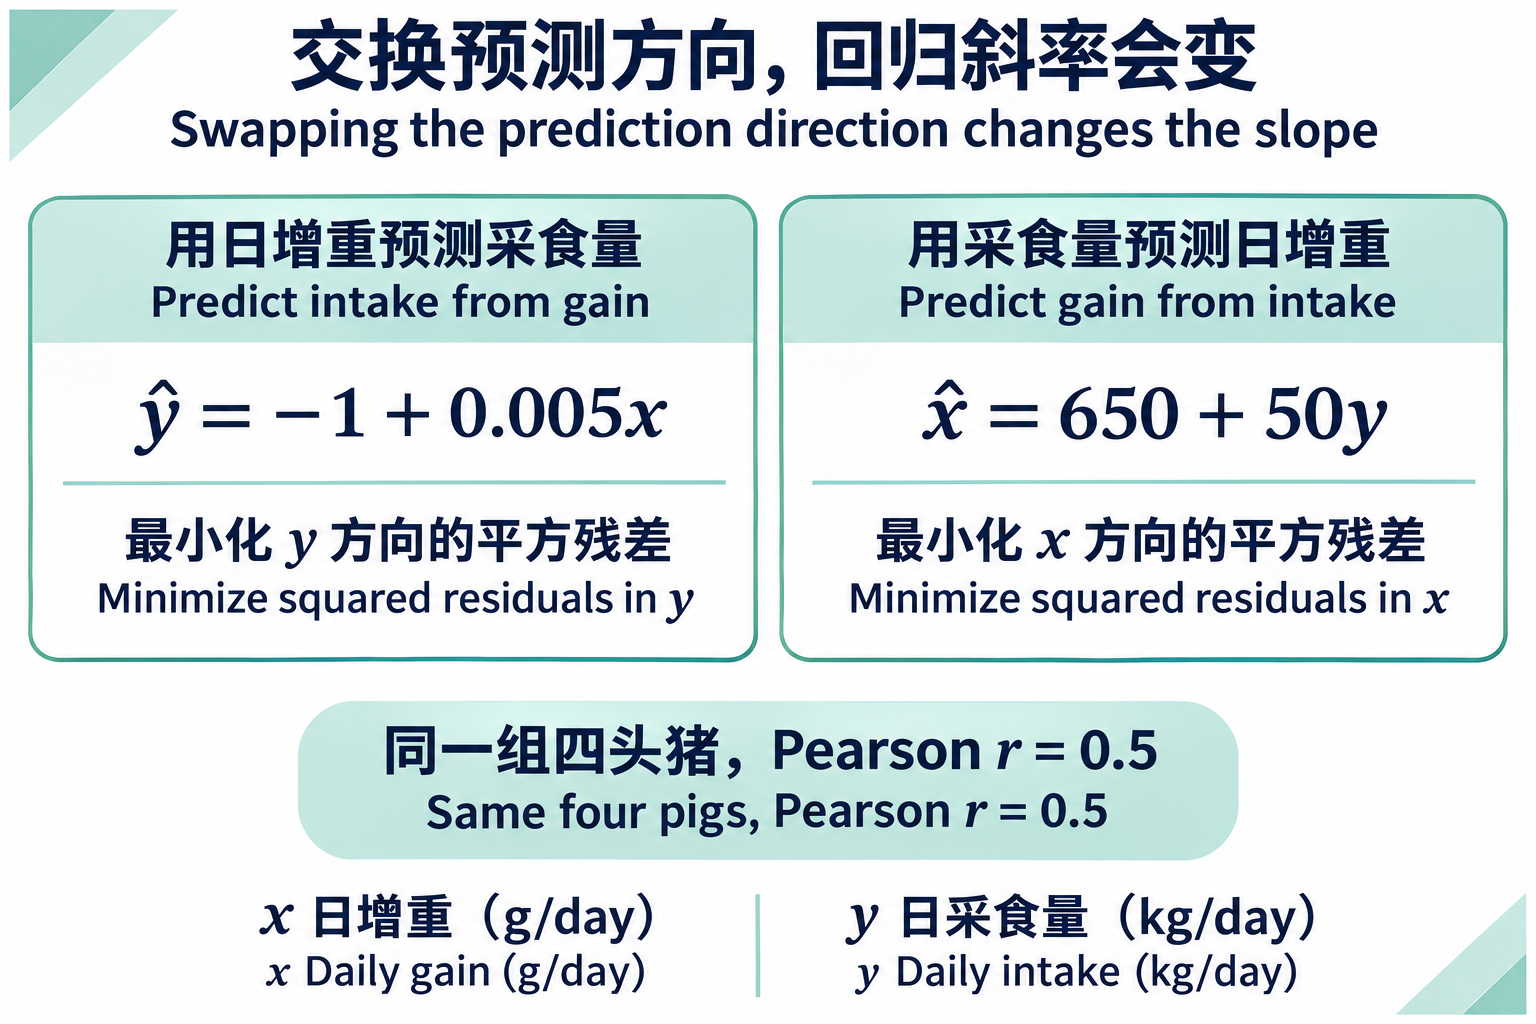 交换预测方向，回归斜率会变
Swapping the prediction direction changes the slope
用日增重预测采食量
Predict intake from gain
ŷ = −1 + 0.005x
最小化 y 方向的平方残差
Minimize squared residuals in y
用采食量预测日增重
Predict gain from intake
x̂ = 650 + 50y
最小化 x 方向的平方残差
Minimize squared residuals in x
同一组四头猪，Pearson r = 0.5
Same four pigs, Pearson r = 0.5
x 日增重（g/day）
x Daily gain (g/day)
y 日采食量（kg/day）
y Daily intake (kg/day)